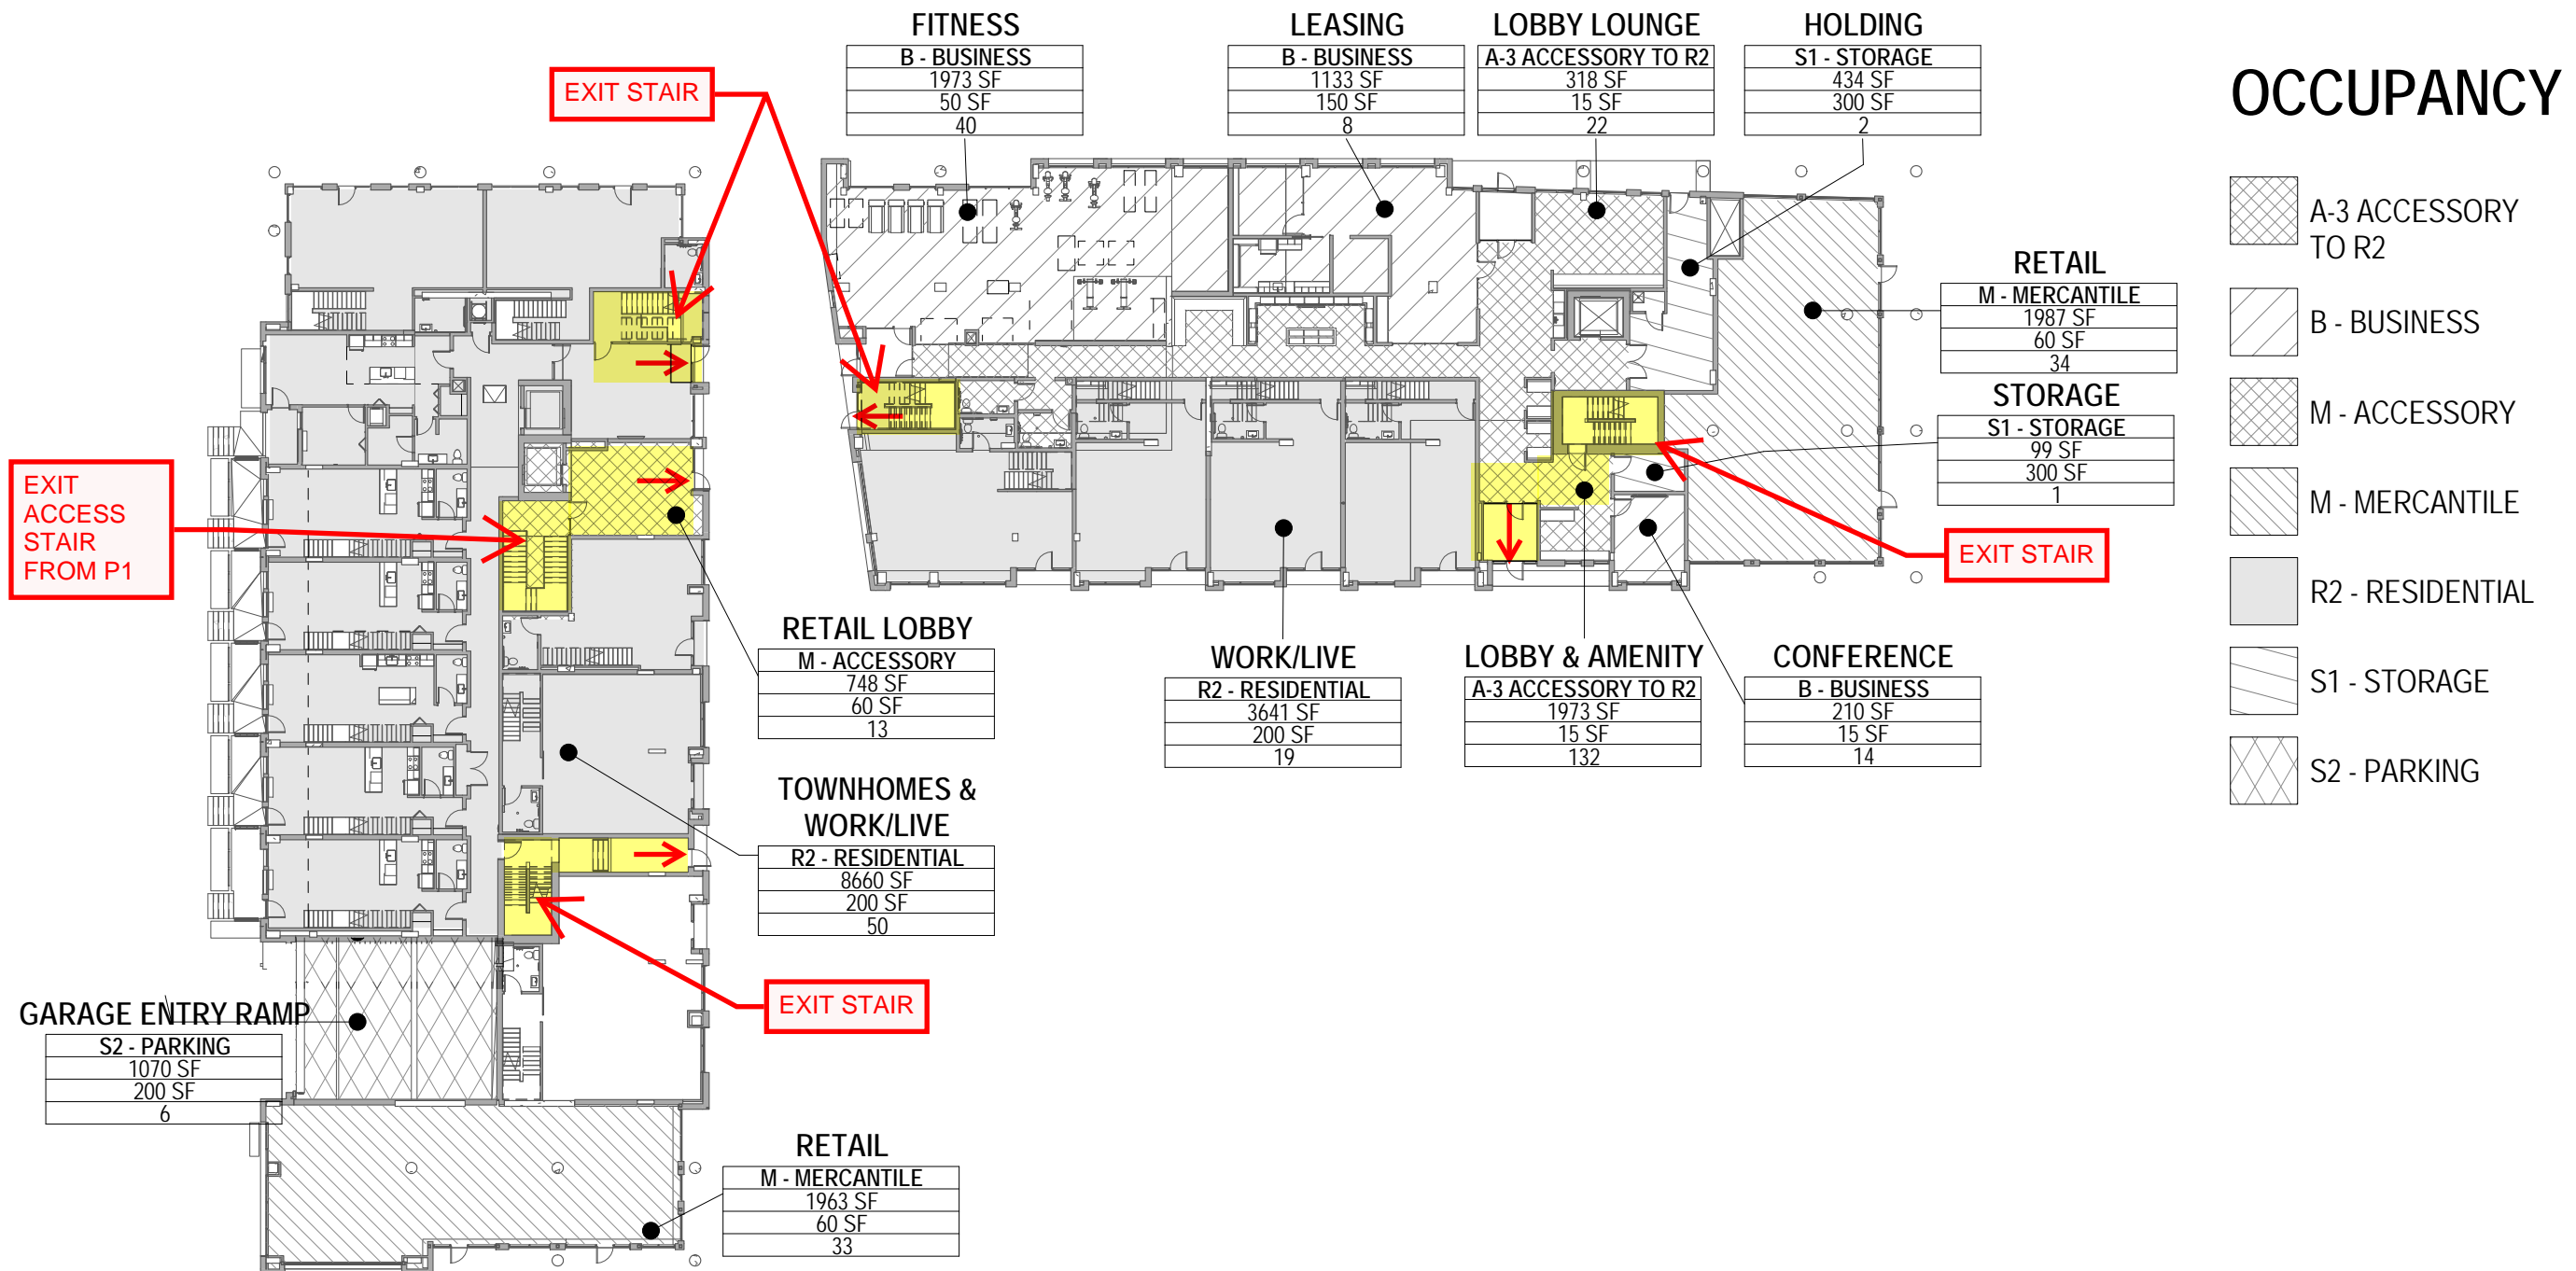 FITNESS
B - BUSINESS
1973 SF
50 SF
40
LEASING
B - BUSINESS
1133 SF
150 SF
8
LOBBY LOUNGE
A-3 ACCESSORY TO R2
318 SF
15 SF
22
HOLDING
S1 - STORAGE
434 SF
300 SF
2
OCCUPANCY
A-3 ACCESSORY
TO R2
B - BUSINESS
M - ACCESSORY
M - MERCANTILE
R2 - RESIDENTIAL
S1 - STORAGE
S2 - PARKING
EXIT STAIR
RETAIL
M - MERCANTILE
1987 SF
60 SF
34
STORAGE
S1 - STORAGE
99 SF
300 SF
1
EXIT STAIR
EXIT
ACCESS
STAIR
FROM P1
RETAIL LOBBY
M - ACCESSORY
748 SF
60 SF
13
WORK/LIVE
R2 - RESIDENTIAL
3641 SF
200 SF
19
LOBBY & AMENITY
A-3 ACCESSORY TO R2
1973 SF
15 SF
132
CONFERENCE
B - BUSINESS
210 SF
15 SF
14
TOWNHOMES &
WORK/LIVE
R2 - RESIDENTIAL
8660 SF
200 SF
50
EXIT STAIR
GARAGE ENTRY RAMP
S2 - PARKING
1070 SF
200 SF
6
RETAIL
M - MERCANTILE
1963 SF
60 SF
33